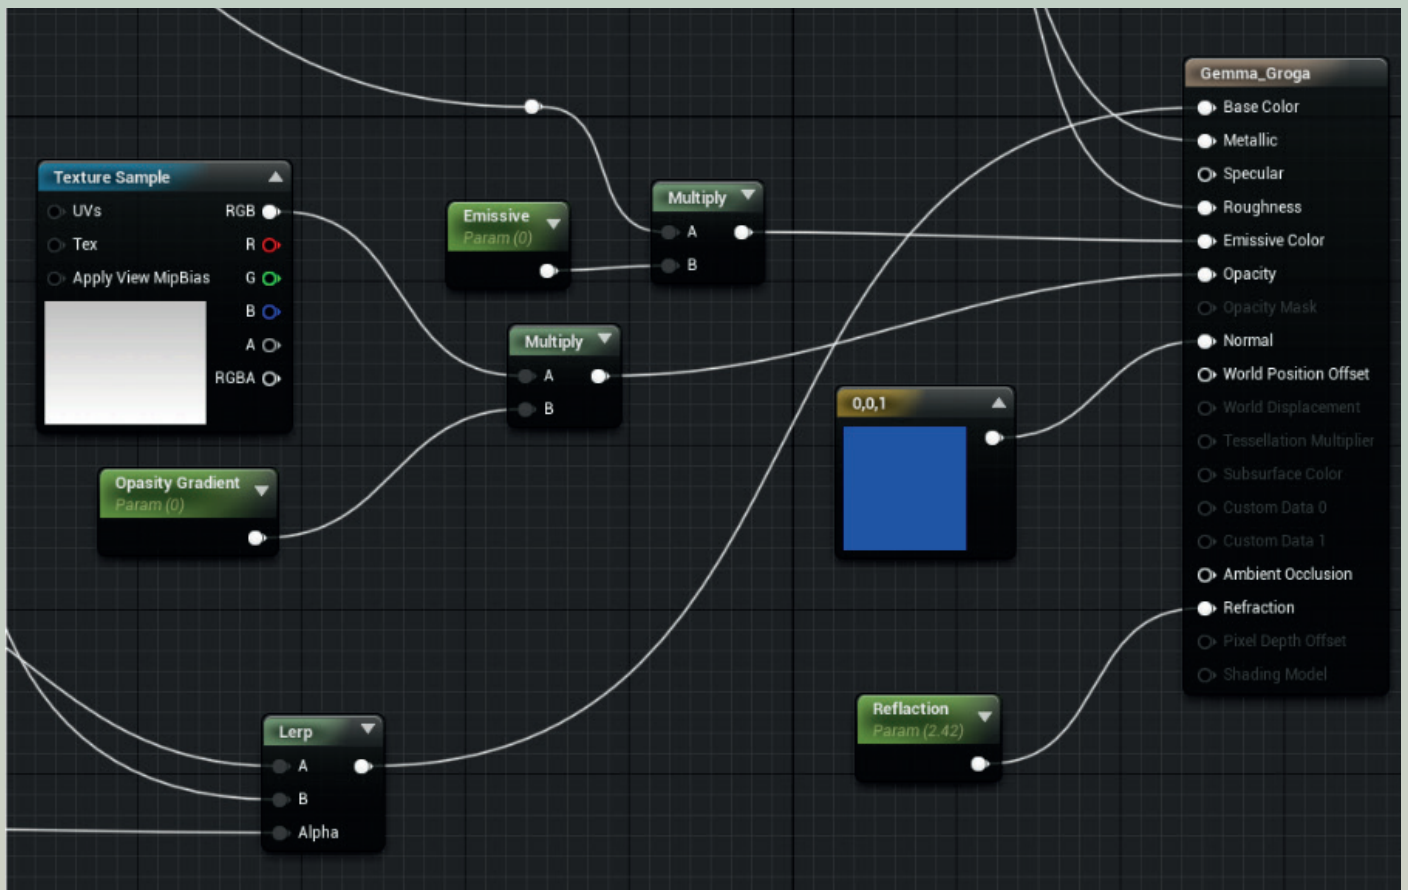 Texture Sample
UVs
RGB
Tex
R
Apply View MipBias
G
B
A
RGBA
Opasity Gradient
Param (0)
Emissive
Param (0)
Multiply
A
B
Multiply
A
B
Lerp
A
B
Alpha
0,0,1
Reflaction
Param (2.42)
Gemma_Groga
Base Color
Metallic
Specular
Roughness
Emissive Color
Opacity
Opacity Mask
Normal
World Position Offset
World Displacement
Tessellation Multiplier
Subsurface Color
Custom Data 0
Custom Data 1
Ambient Occlusion
Refraction
Pixel Depth Offset
Shading Model